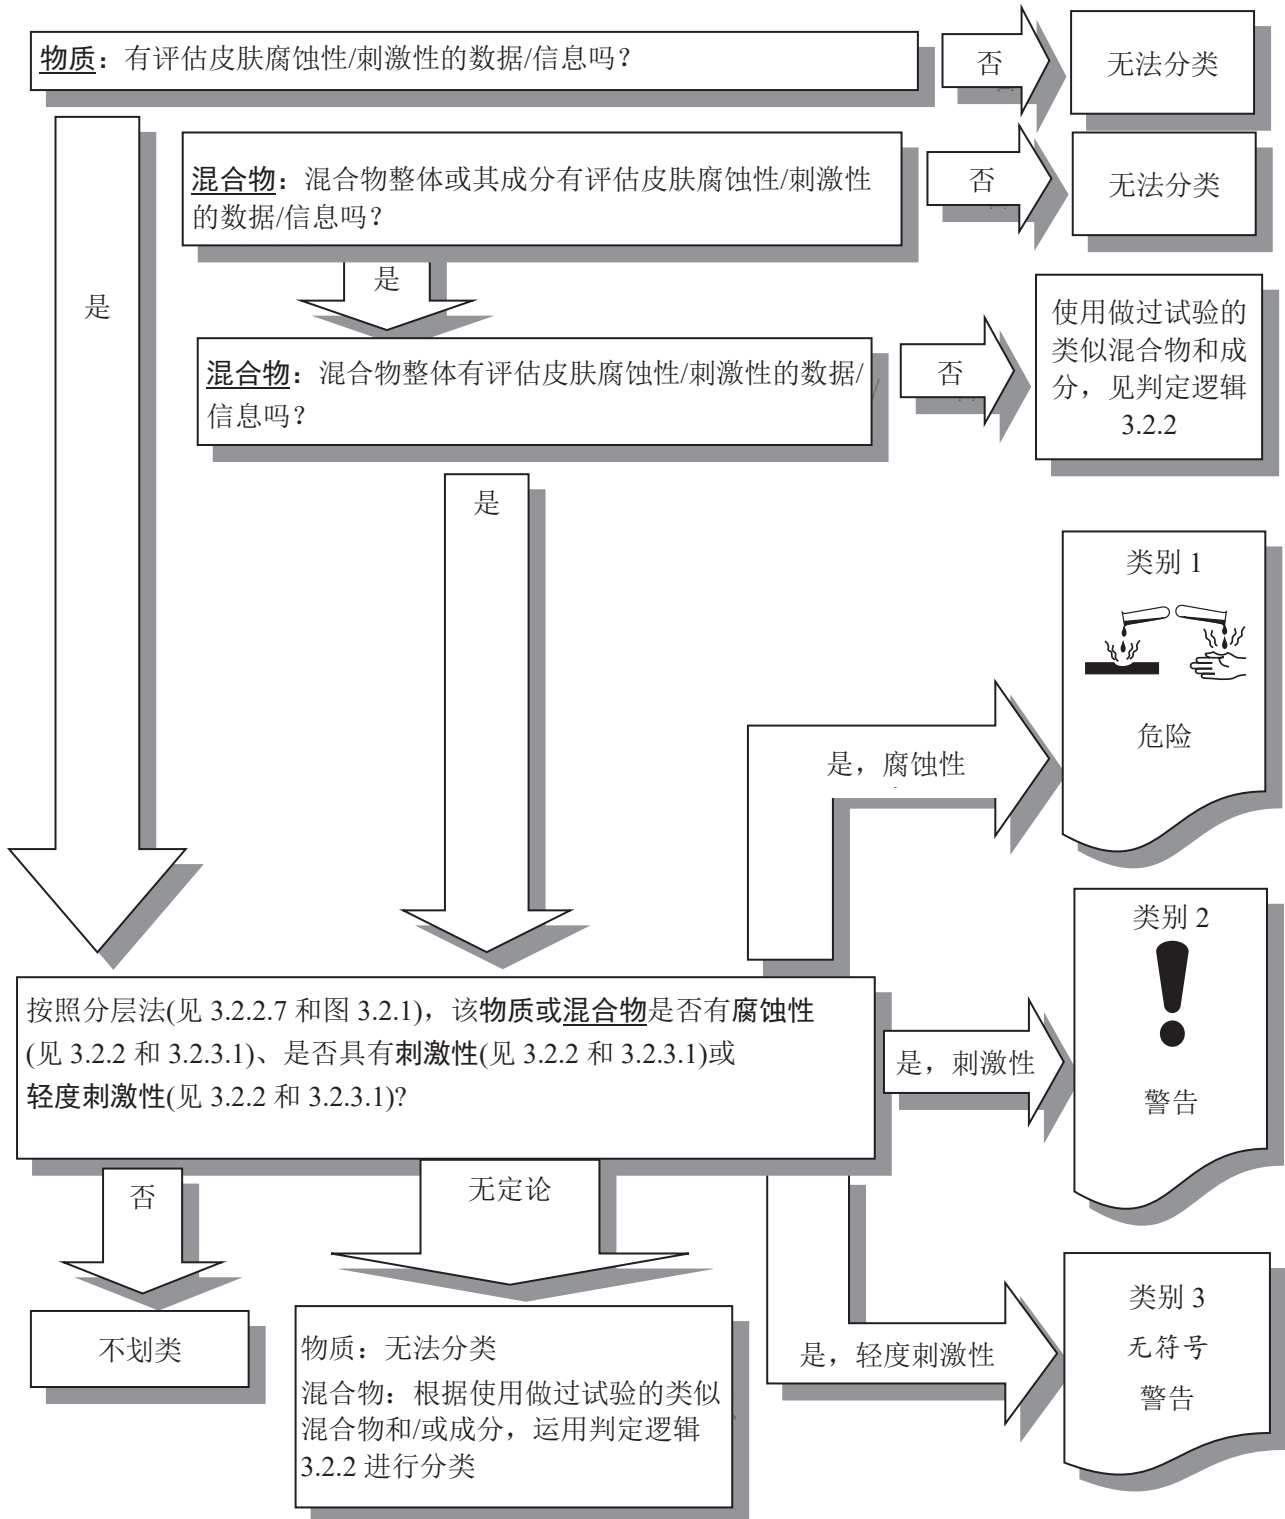 物质：有评估皮肤腐蚀性/刺激性的数据/信息吗？
否
无法分类
混合物：混合物整体或其成分有评估皮肤腐蚀性/刺激性
的数据/信息吗？
否
无法分类
是
是
混合物：混合物整体有评估皮肤腐蚀性/刺激性的数据/
信息吗？
否
使用做过试验的
类似混合物和成
分，见判定逻辑
3.2.2
是
类别 1
危险
是，腐蚀性
类别 2
警告
按照分层法(见 3.2.2.7 和图 3.2.1)，该物质或混合物是否有腐蚀性
(见 3.2.2 和 3.2.3.1)、是否具有刺激性(见 3.2.2 和 3.2.3.1)或
轻度刺激性(见 3.2.2 和 3.2.3.1)?
是，刺激性
否
无定论
不划类
物质：无法分类
混合物：根据使用做过试验的类似
混合物和/或成分，运用判定逻辑
3.2.2 进行分类
是，轻度刺激性
类别 3
无符号
警告